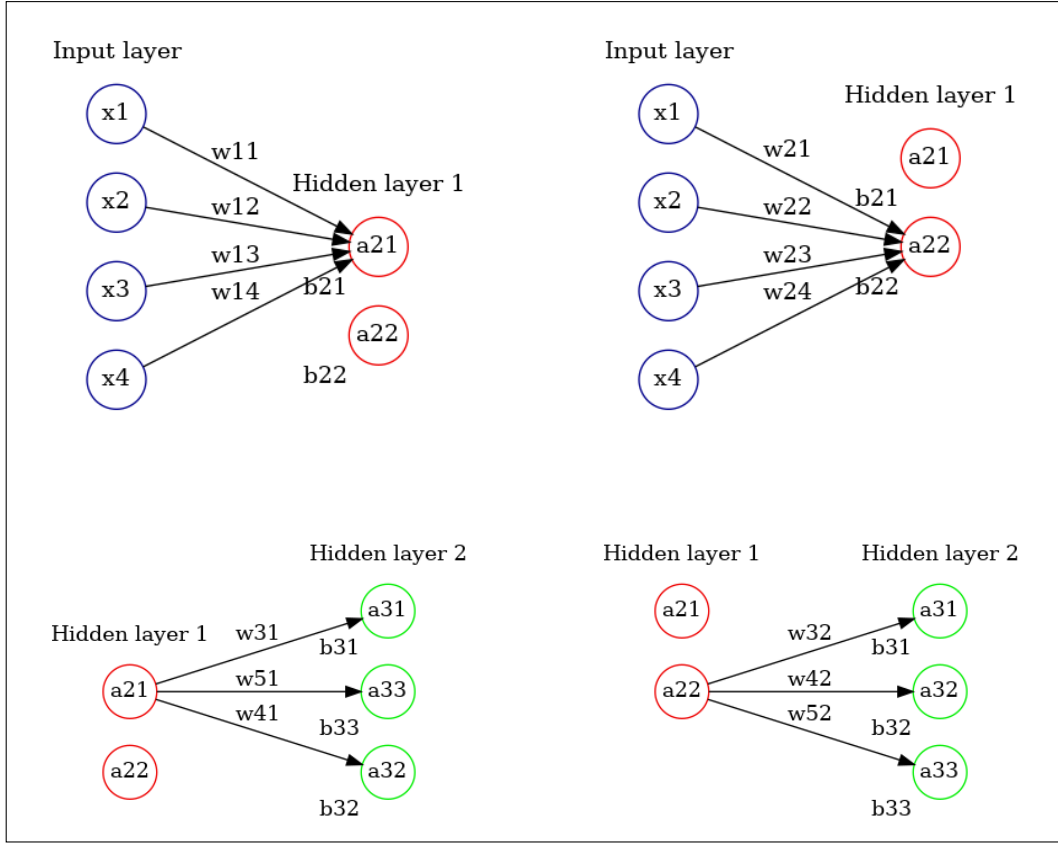 Input layer
x1
w11
x2
w12
Hidden layer 1
a21
w13
x3
w14
b21
a22
x4
b22
Input layer
Hidden layer 1
x1
w21
a21
x2
w22
b21
a22
w23
x3
w24
b22
x4
Hidden layer 2
a31
Hidden layer 1
w31
b31
a21
w51
a33
w41
b33
a22
a32
b32
Hidden layer 1
Hidden layer 2
a21
a31
w32
b31
a22
w42
a32
w52
b32
a33
b33